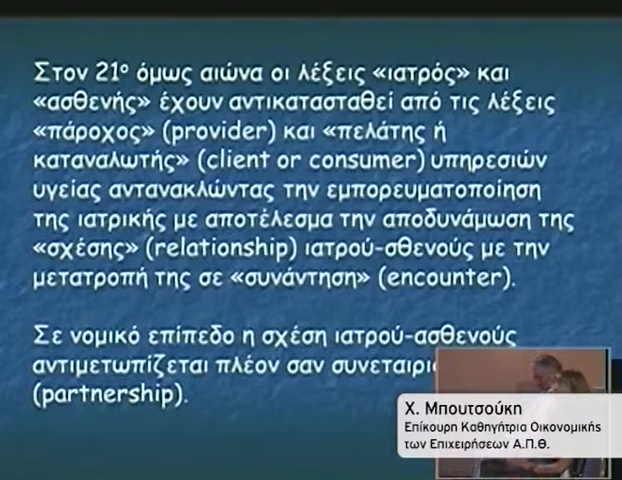 Στον 21ο όμως αιώνα οι λέξεις «ιατρός» και
«ασθενής» έχουν αντικατασταθεί από τις λέξεις
«πάροχος» (provider) και «πελάτης ή
καταναλωτής» (client or consumer) υπηρεσιών
υγείας αντανακλώντας την εμπορευματοποίηση
της ιατρικής με αποτέλεσμα την αποδυνάμωση της
«σχέσης» (relationship) ιατρού-σθενούς με την
μετατροπή της σε «συνάντηση» (encounter).
Σε νομικό επίπεδο η σχέση ιατρού-ασθενούς
αντιμετωπίζεται πλέον σαν
(partnership).
Χ. Μπουτσούκη
Επίκουρη Καθηγήτρια Οικονομικής
των Επιχειρήσεων Α.Π.Θ.